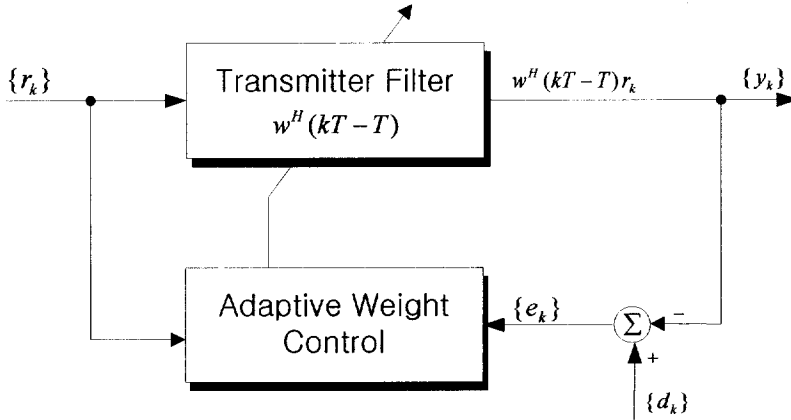 {r_k}
Transmitter Filter
w^H (kT − T)
w^H (kT − T) r_k
{y_k}
Adaptive Weight
Control
{e_k}
Σ
−
+
{d_k}